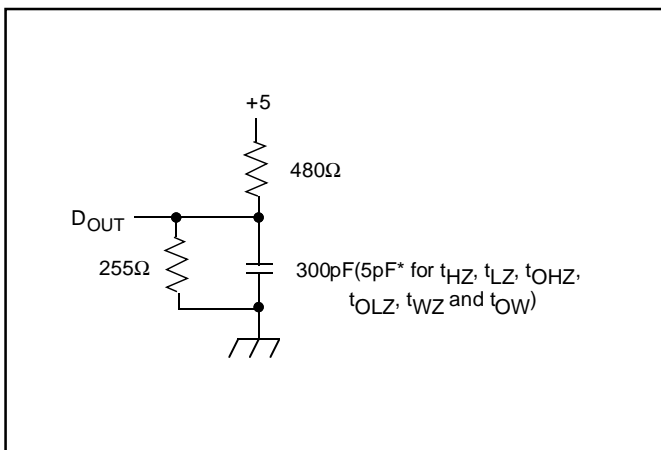 +5
480Ω
DOUT
255Ω
300pF(5pF* for tHZ, tLZ, tOHZ,
tOLZ, tWZ and tOW)